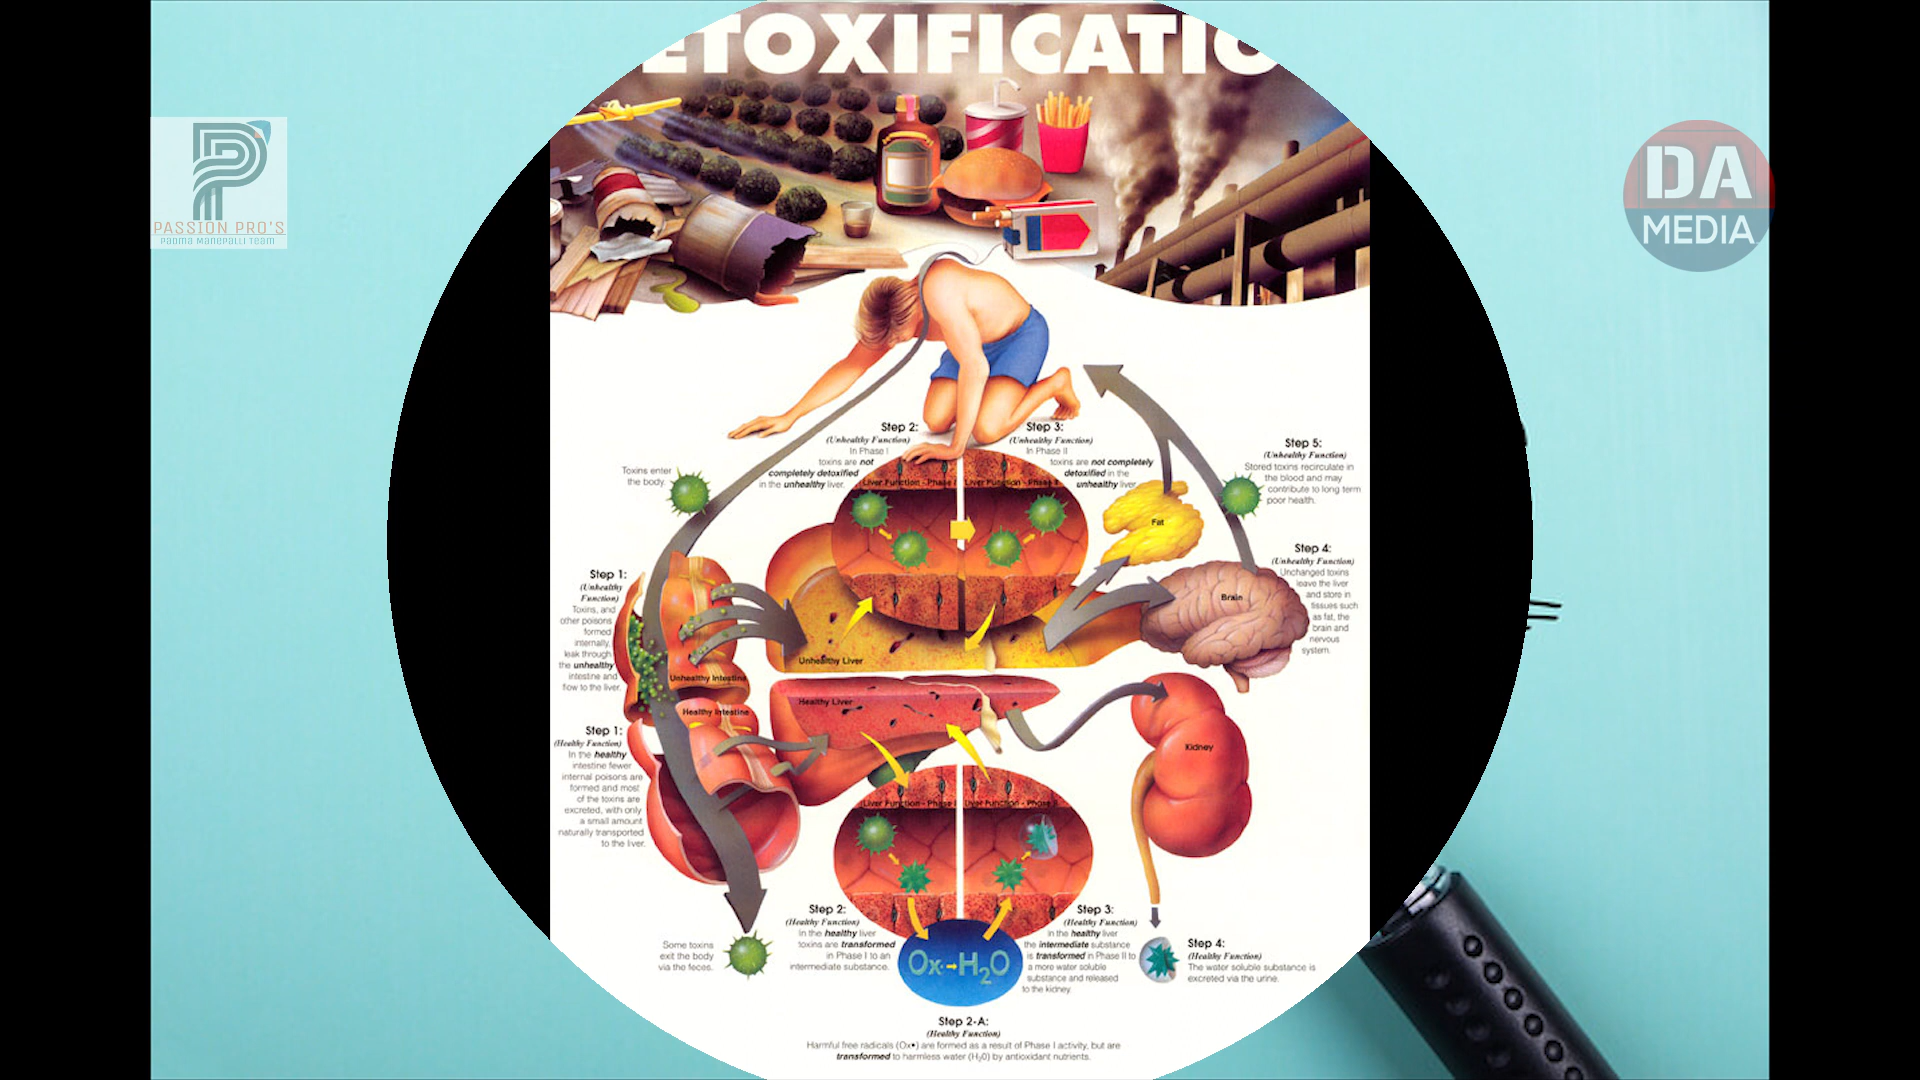 ETOXIFICATIO
PASSION PRO'S
PADMA MANEPALLI TEAM
DA
MEDIA
Toxins enter
the body.
Step 2:
(Unhealthy Function)
In Phase I
toxins are not
completely detoxified
in the unhealthy liver.
Step 3:
(Unhealthy Function)
In Phase II
toxins are not completely
detoxified in the
unhealthy liver
Step 5:
(Unhealthy Function)
Stored toxins recirculate in
the blood and may
contribute to long term
poor health.
Liver Function - Phase I
Liver Function - Phase II
Fat
Step 4:
(Unhealthy Function)
Unchanged toxins
leave the liver
and store in
tissues such
as fat, the
brain and
nervous
system.
Brain
Step 1:
(Unhealthy
Function)
Toxins, and
other poisons
formed
internally,
leak through
the unhealthy
intestine and
flow to the liver.
Unhealthy Liver
Unhealthy Intestine
Healthy Liver
Healthy Intestine
Kidney
Step 1:
(Healthy Function)
In the healthy
intestine fewer
internal poisons are
formed and most
of the toxins are
excreted, with only
a small amount
naturally transported
to the liver.
Liver Function - Phase I
Liver Function - Phase II
Some toxins
exit the body
via the feces.
Step 2:
(Healthy Function)
In the healthy liver
toxins are transformed
in Phase I to an
intermediate substance.
Ox•→H2O
Step 3:
(Healthy Function)
In the healthy liver
the intermediate substance
is transformed in Phase II to
a more water soluble
substance and released
to the kidney.
Step 4:
(Healthy Function)
The water soluble substance is
excreted via the urine.
Step 2-A:
(Healthy Function)
Harmful free radicals (Ox•) are formed as a result of Phase I activity, but are
transformed to harmless water (H20) by antioxidant nutrients.